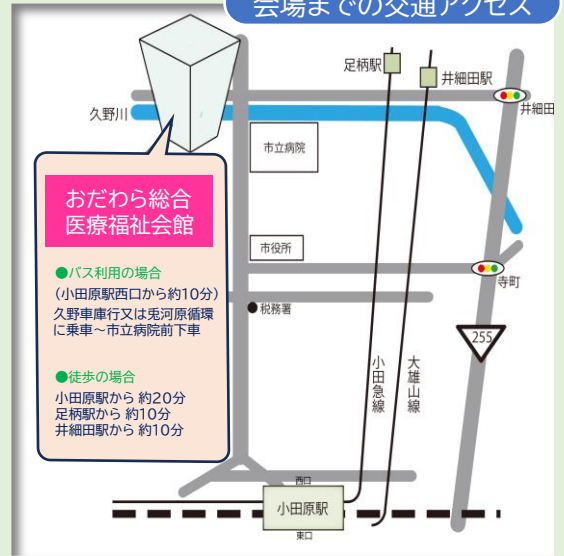 会場までの交通アクセス
足柄駅
井細田駅
久野川
井細田
市立病院
おだわら総合
医療福祉会館
市役所
●バス利用の場合
(小田原駅西口から約10分)
久野車庫行又は兎河原循環
に乗車～市立病院前下車
寺町
税務署
255
小田急線
大雄山線
●徒歩の場合
小田原駅から 約20分
足柄駅から 約10分
井細田駅から 約10分
西口
小田原駅
東口